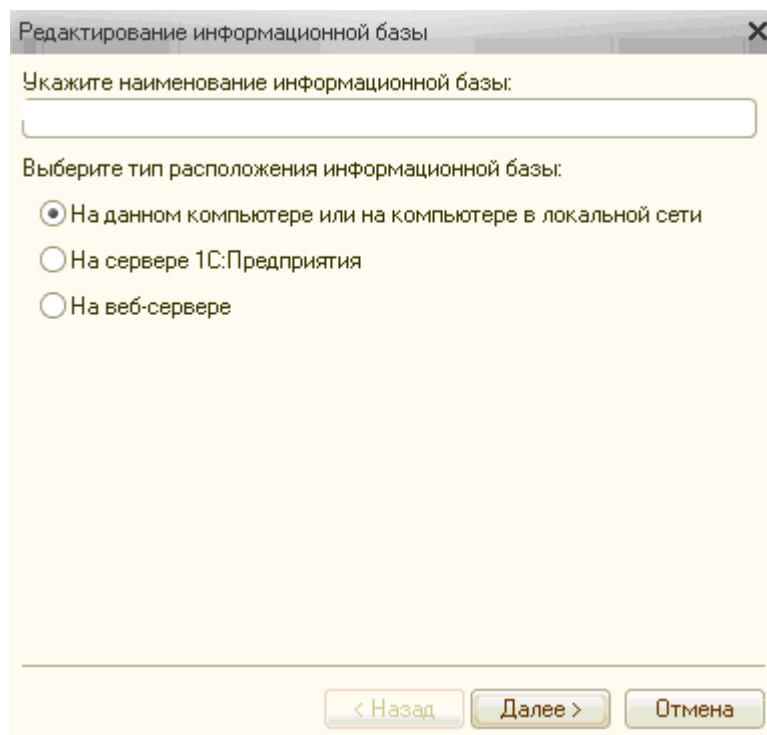 Редактирование информационной базы
Укажите наименование информационной базы:
Выберите тип расположения информационной базы:
На данном компьютере или на компьютере в локальной сети
На сервере 1С:Предприятия
На веб-сервере
< Назад Далее > Отмена